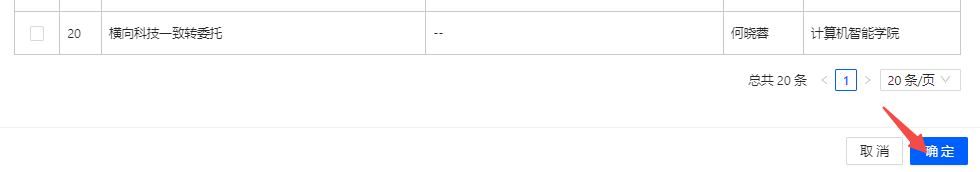 20 横向科技一致转委托 -- 何晓蓉 计算机智能学院
总共 20 条 < 1 > 20 条/页
取消 确定